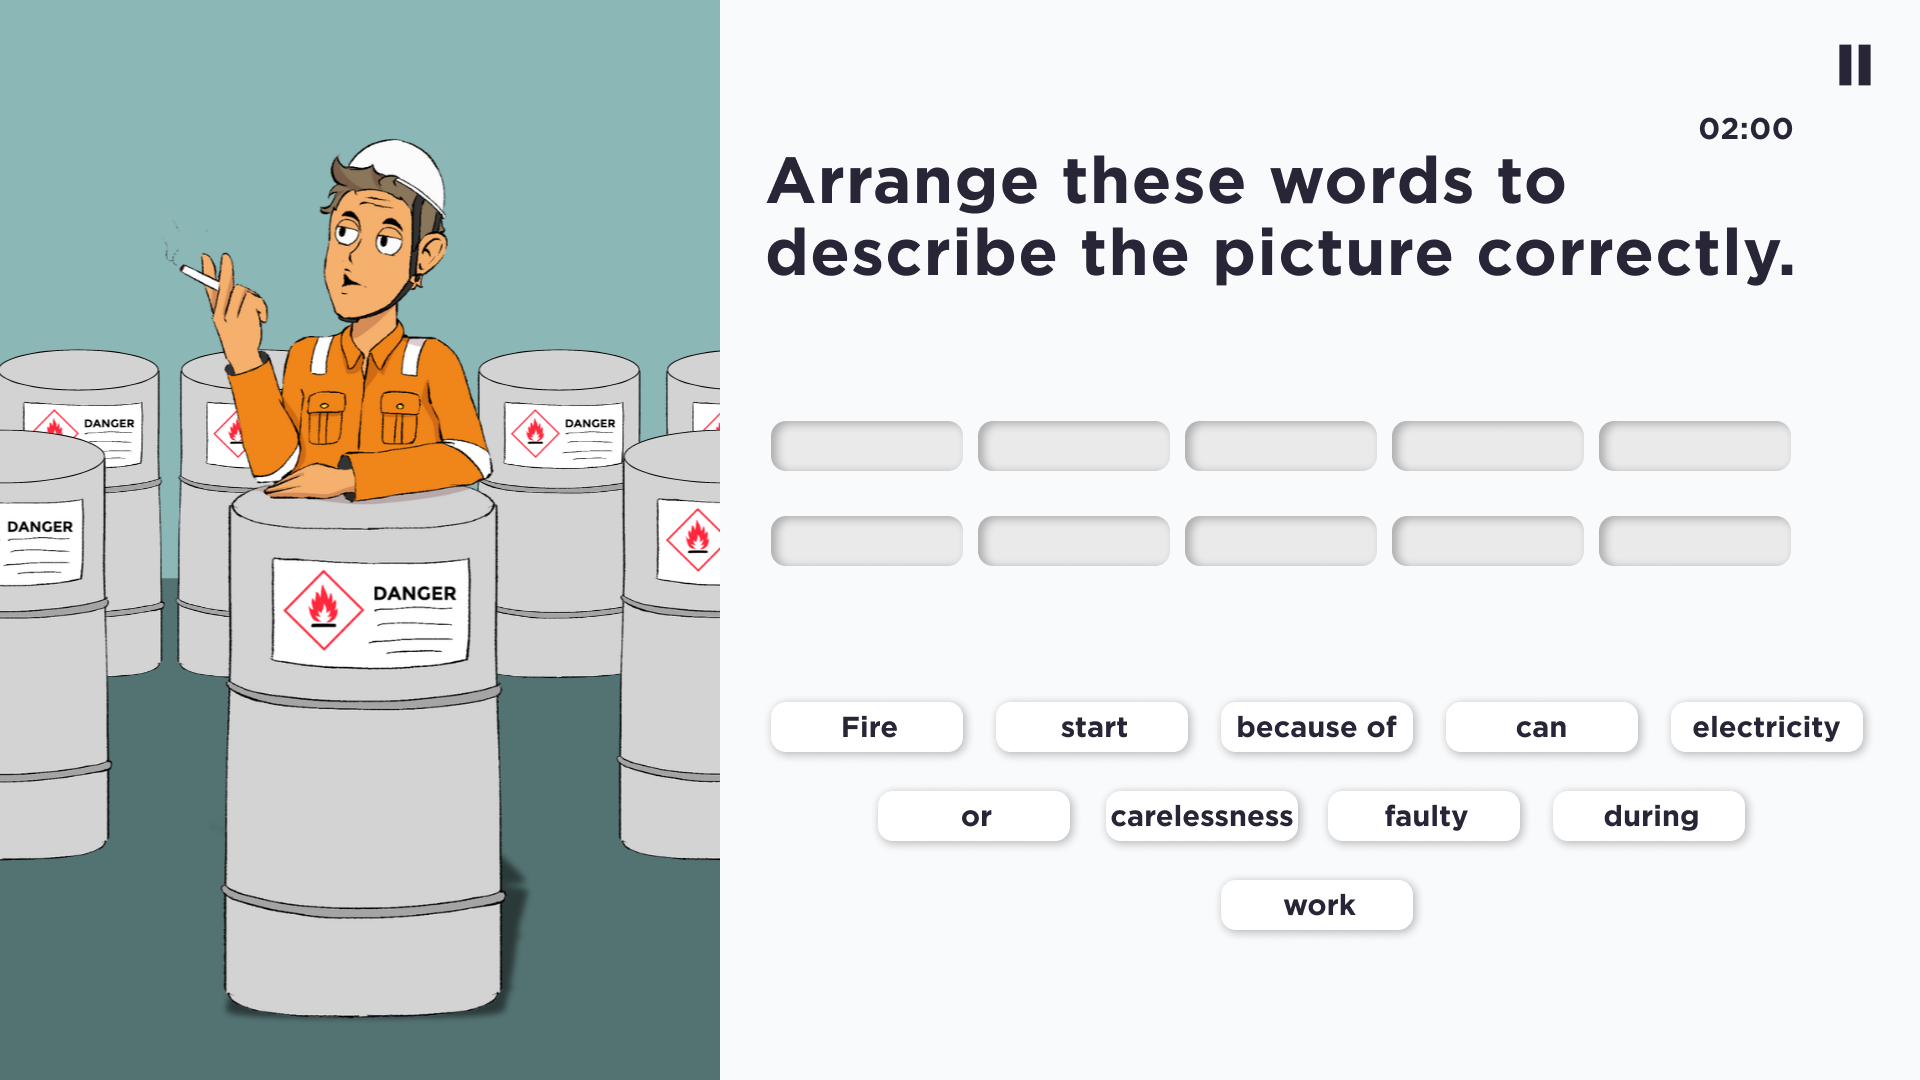 02:00
Arrange these words to
describe the picture correctly.
DANGER
DANGER
DANGER
DANGER
Fire start because of can electricity
or carelessness faulty during
work